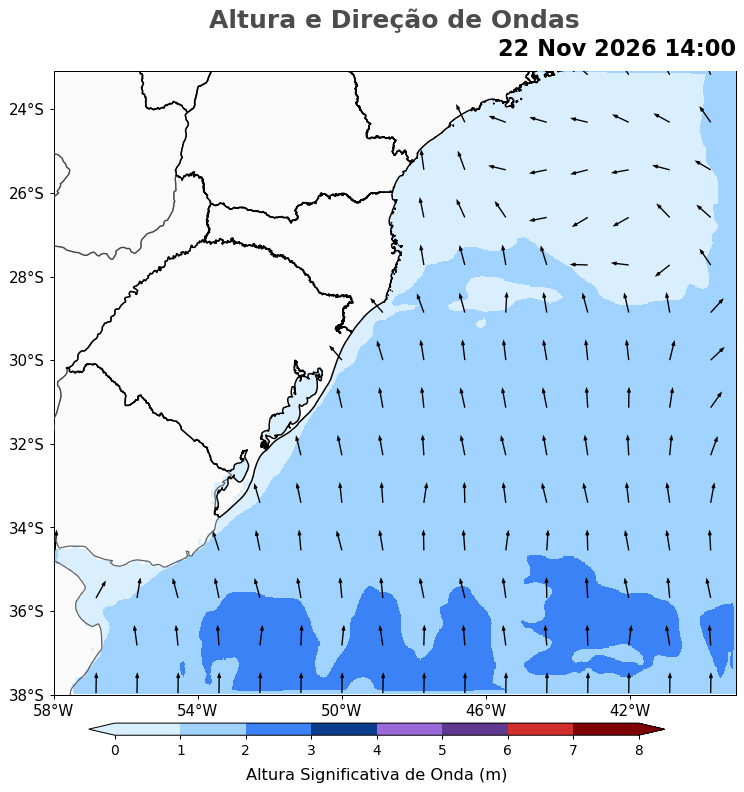 Altura e Direção de Ondas
22 Nov 2026 14:00
24°S
26°S
28°S
30°S
32°S
34°S
36°S
38°S
58°W 54°W 50°W 46°W 42°W
0 1 2 3 4 5 6 7 8
Altura Significativa de Onda (m)